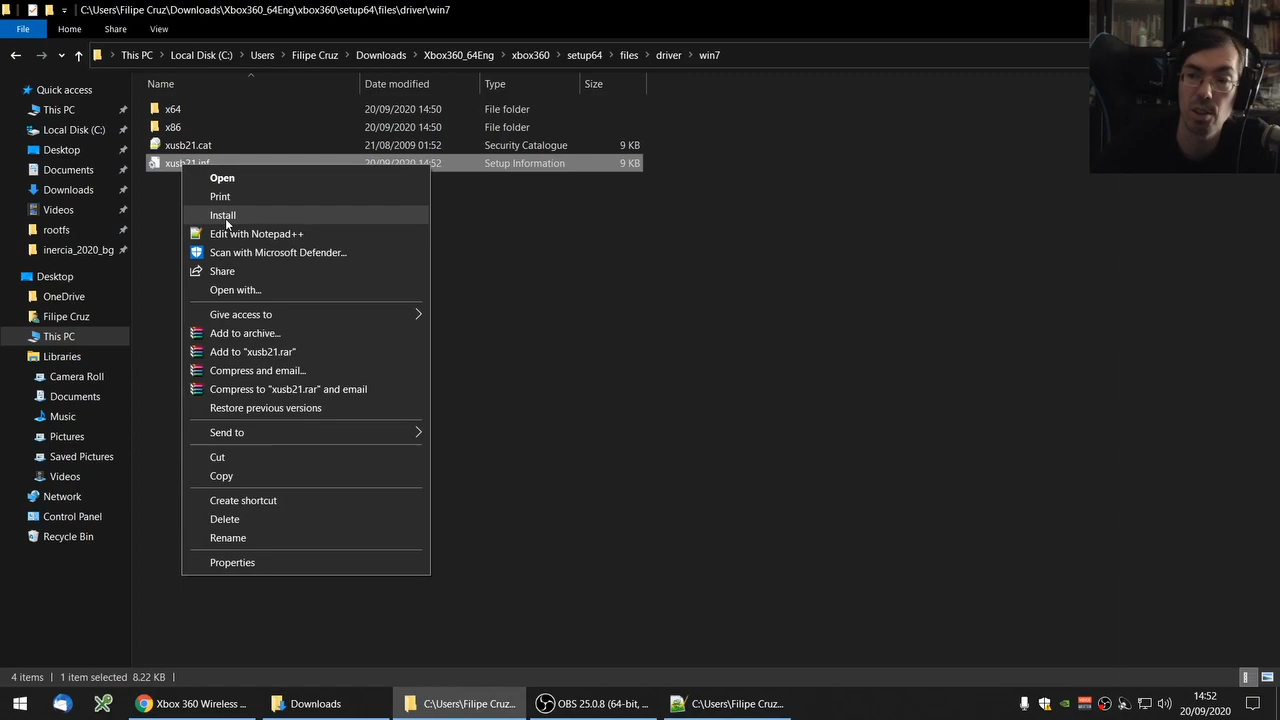 C:\Users\Filipe Cruz\Downloads\Xbox360_64Eng\xbox360\setup64\files\driver\win7
File Home Share View
This PC Local Disk (C:) Users Filipe Cruz Downloads Xbox360_64Eng xbox360 setup64 files driver win7
Name Date modified Type Size
Quick access
This PC
Local Disk (C:)
Desktop
Documents
Downloads
Videos
rootfs
inercia_2020_bg
Desktop
OneDrive
Filipe Cruz
This PC
Libraries
Camera Roll
Documents
Music
Pictures
Saved Pictures
Videos
Network
Control Panel
Recycle Bin
x64 20/09/2020 14:50 File folder
x86 20/09/2020 14:50 File folder
xusb21.cat 21/08/2009 01:52 Security Catalogue 9 KB
xusb21.inf 20/09/2020 14:52 Setup Information 9 KB
Open
Print
Install
Edit with Notepad++
Scan with Microsoft Defender...
Share
Open with...
Give access to
Add to archive...
Add to "xusb21.rar"
Compress and email...
Compress to "xusb21.rar" and email
Restore previous versions
Send to
Cut
Copy
Create shortcut
Delete
Rename
Properties
4 items 1 item selected 8.22 KB
Xbox 360 Wireless ... Downloads C:\Users\Filipe Cruz... OBS 25.0.8 (64-bit, ... C:\Users\Filipe Cruz...
14:52
20/09/2020